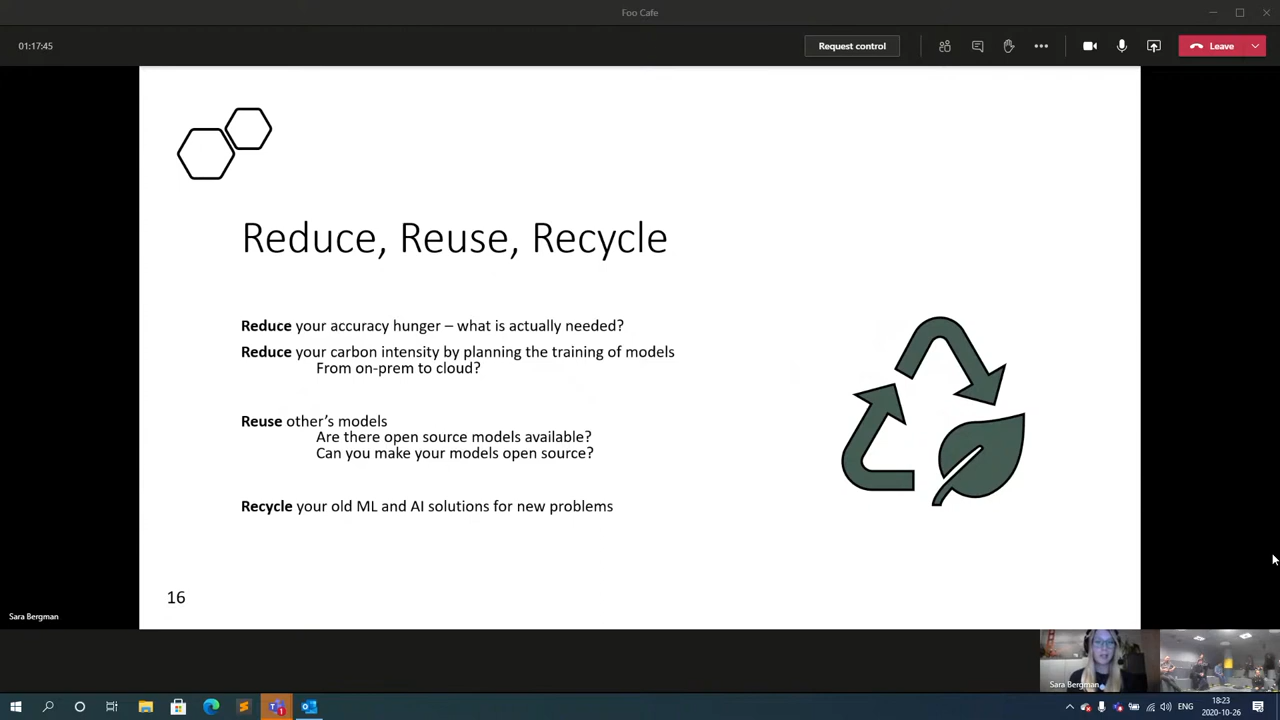 Foo Cafe
01:17:45
Request control
Leave
Reduce, Reuse, Recycle
Reduce your accuracy hunger – what is actually needed?
Reduce your carbon intensity by planning the training of models
From on-prem to cloud?
Reuse other’s models
Are there open source models available?
Can you make your models open source?
Recycle your old ML and AI solutions for new problems
16
Sara Bergman
Sara Bergman
ENG
18:23
2020-10-26